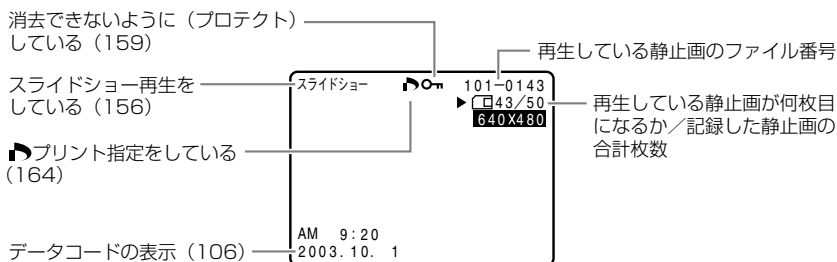 消去できないように（プロテクト）
している（159）
スライドショー再生を
している（156）
プリント指定をしている
（164）
データコードの表示（106）
スライドショー
101-0143
43/50
640X480
AM 9:20
2003.10. 1
再生している静止画のファイル番号
再生している静止画が何枚目
になるか／記録した静止画の
合計枚数